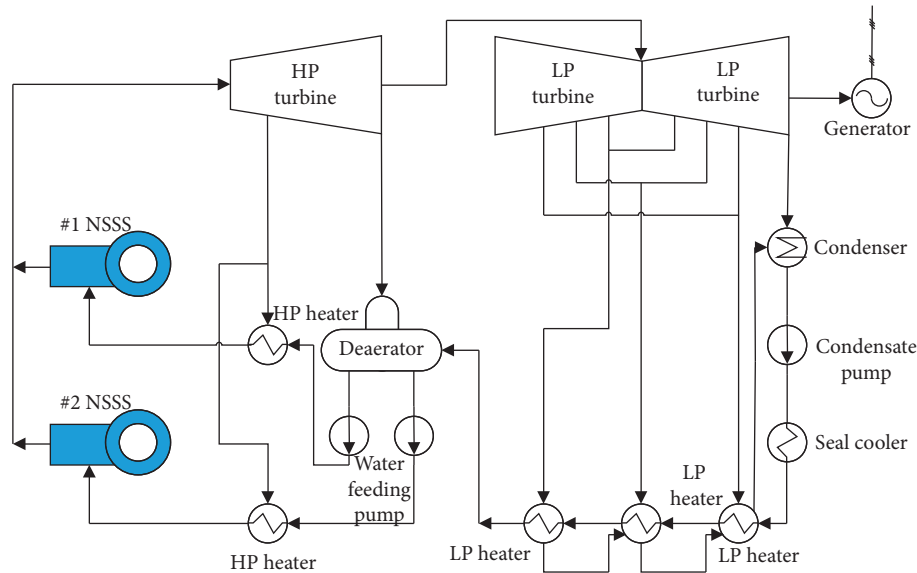 HP
turbine
LP
turbine
LP
turbine
Generator
#1 NSSS
Condenser
HP heater
Deaerator
Condensate
pump
#2 NSSS
Seal cooler
Water
feeding
pump
LP
heater
HP heater
LP heater
LP heater